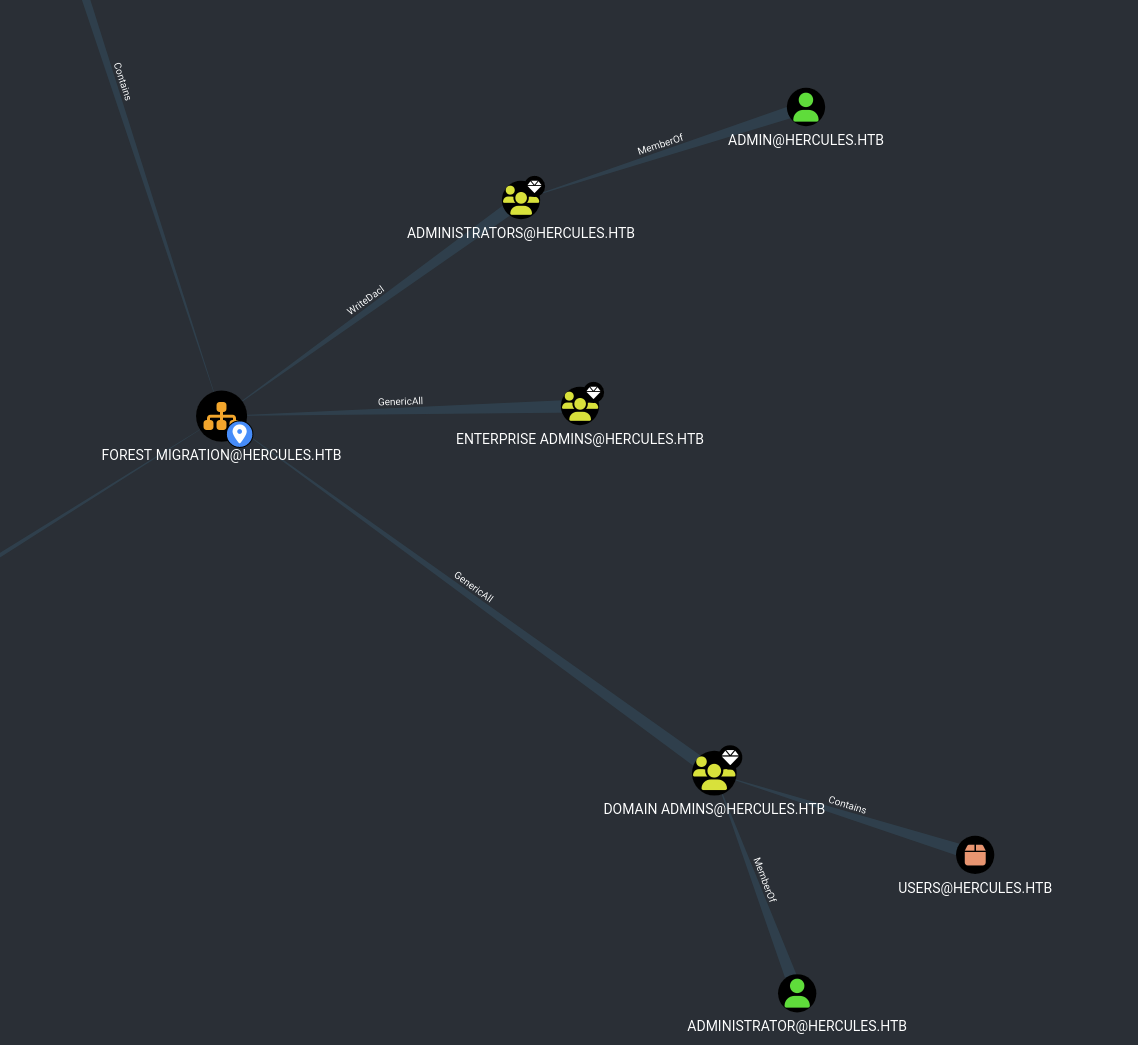 Contains
ADMIN@HERCULES.HTB
MemberOf
ADMINISTRATORS@HERCULES.HTB
WriteDacl
GenericAll
ENTERPRISE ADMINS@HERCULES.HTB
FOREST MIGRATION@HERCULES.HTB
GenericAll
DOMAIN ADMINS@HERCULES.HTB
Contains
USERS@HERCULES.HTB
MemberOf
ADMINISTRATOR@HERCULES.HTB